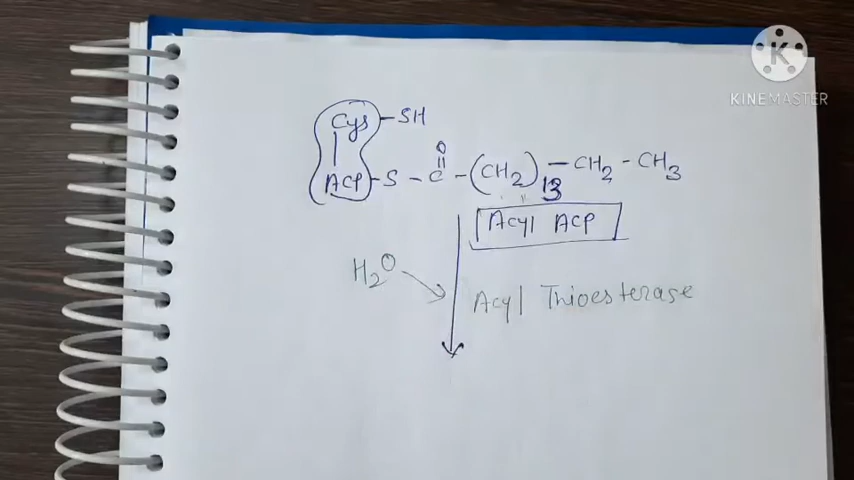 KINEMASTER
Cys-SH
ACP-S-C-(CH2)13-CH2-CH3
O
Acyl ACP
H2O
Acyl Thioesterase